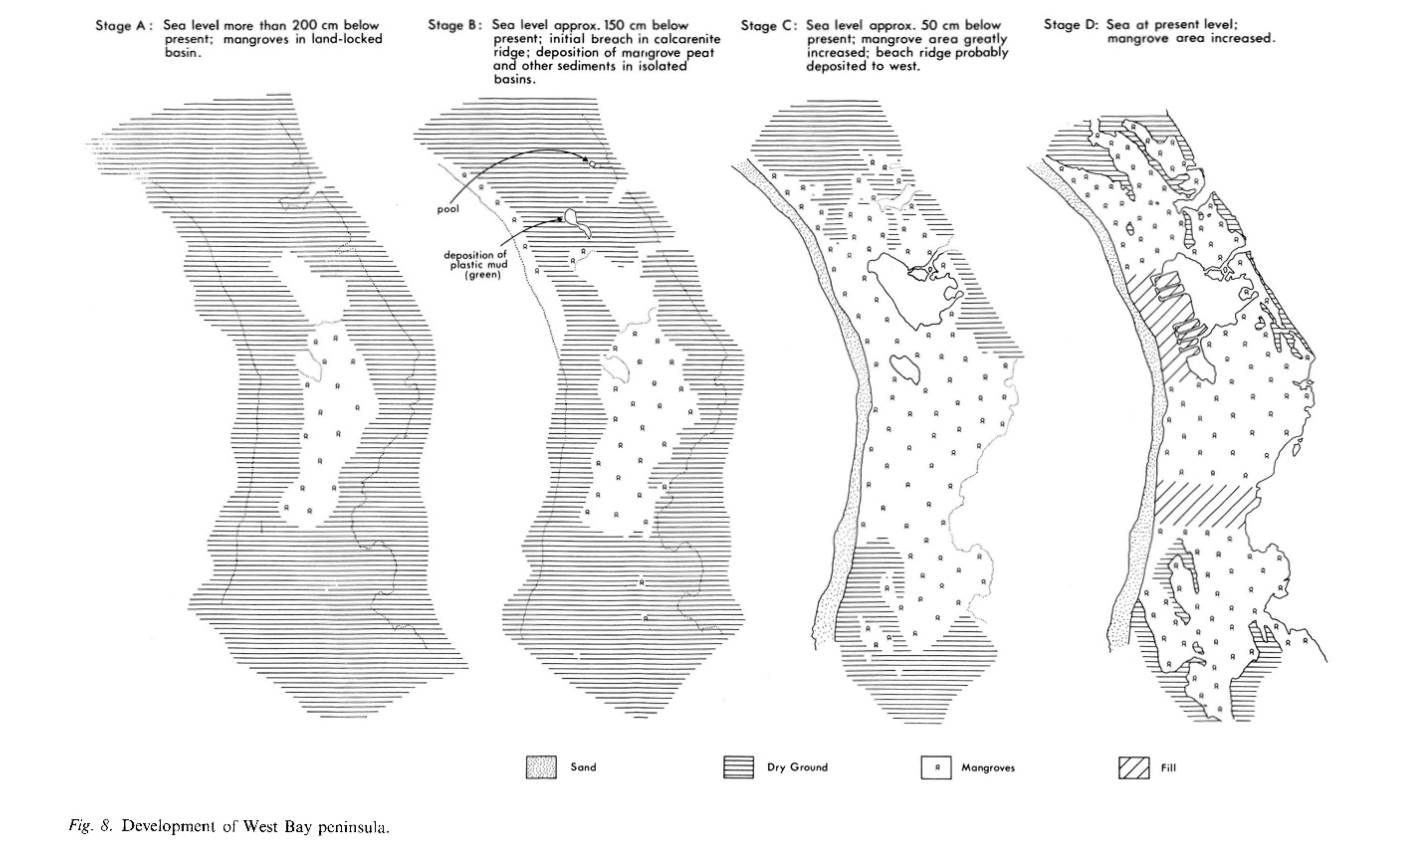 Stage A: Sea level more than 200 cm below
present; mangroves in land-locked
basin.
Stage B: Sea level approx. 150 cm below
present; initial breach in calcarenite
ridge; deposition of mangrove peat
and other sediments in isolated
basins.
Stage C: Sea level approx. 50 cm below
present; mangrove area greatly
increased; beach ridge probably
deposited to west.
Stage D: Sea at present level;
mangrove area increased.
pool
deposition of
plastic mud
(green)
Sand
Dry Ground
Mangroves
Fill
Fig. 8. Development of West Bay peninsula.